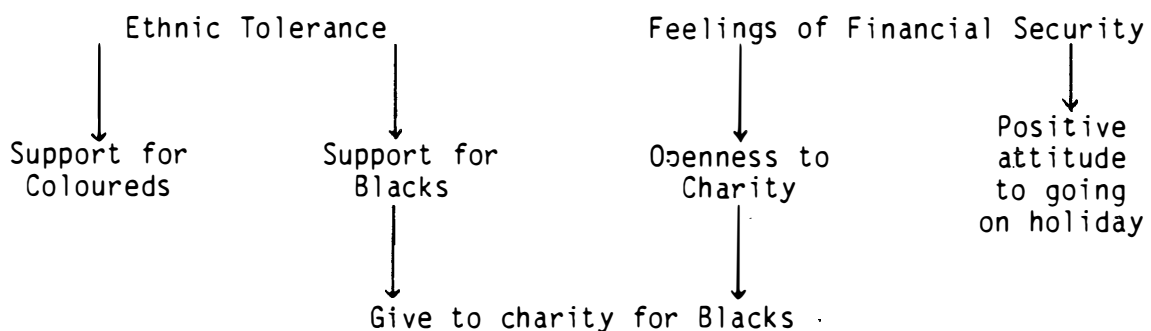 Ethnic Tolerance
Feelings of Financial Security
Support for
Coloureds
Support for
Blacks
Openness to
Charity
Positive
attitude
to going
on holiday
Give to charity for Blacks